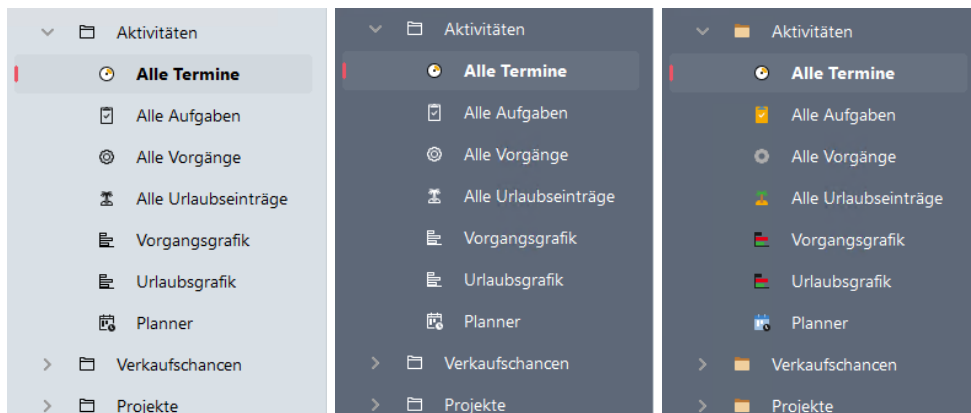 Aktivitäten
Alle Termine
Alle Aufgaben
Alle Vorgänge
Alle Urlaubseinträge
Vorgangsgrafik
Urlaubsgrafik
Planner
Verkaufschancen
Projekte
Aktivitäten
Alle Termine
Alle Aufgaben
Alle Vorgänge
Alle Urlaubseinträge
Vorgangsgrafik
Urlaubsgrafik
Planner
Verkaufschancen
Projekte
Aktivitäten
Alle Termine
Alle Aufgaben
Alle Vorgänge
Alle Urlaubseinträge
Vorgangsgrafik
Urlaubsgrafik
Planner
Verkaufschancen
Projekte